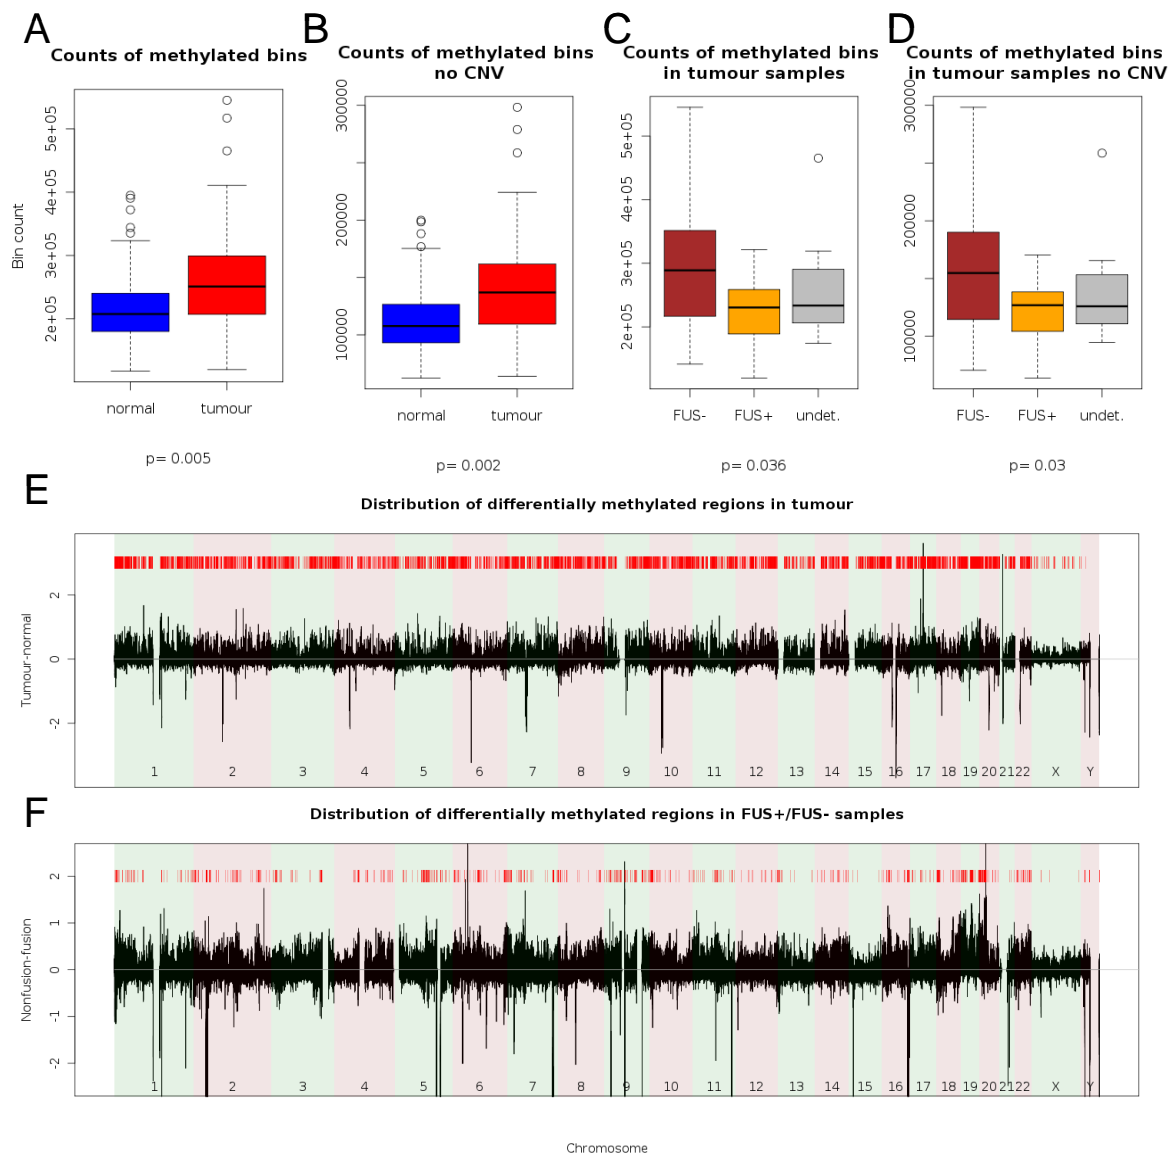 A
Counts of methylated bins
Bin count
2e+05 3e+05 4e+05 5e+05
normal tumour
p= 0.005
B
Counts of methylated bins
no CNV
100000 200000 300000
normal tumour
p= 0.002
C
Counts of methylated bins
in tumour samples
2e+05 3e+05 4e+05 5e+05
FUS- FUS+ undet.
p= 0.036
D
Counts of methylated bins
in tumour samples no CNV
100000 200000 300000
FUS- FUS+ undet.
p= 0.03
E
Distribution of differentially methylated regions in tumour
Tumour-normal
2
0
-2
1 2 3 4 5 6 7 8 9 10 11 12 13 14 15 16 17 18 19 20 21 22 X Y
F
Distribution of differentially methylated regions in FUS+/FUS- samples
Nonfusion-fusion
2
1
0
-1
-2
1 2 3 4 5 6 7 8 9 10 11 12 13 14 15 16 17 18 19 20 21 22 X Y
Chromosome